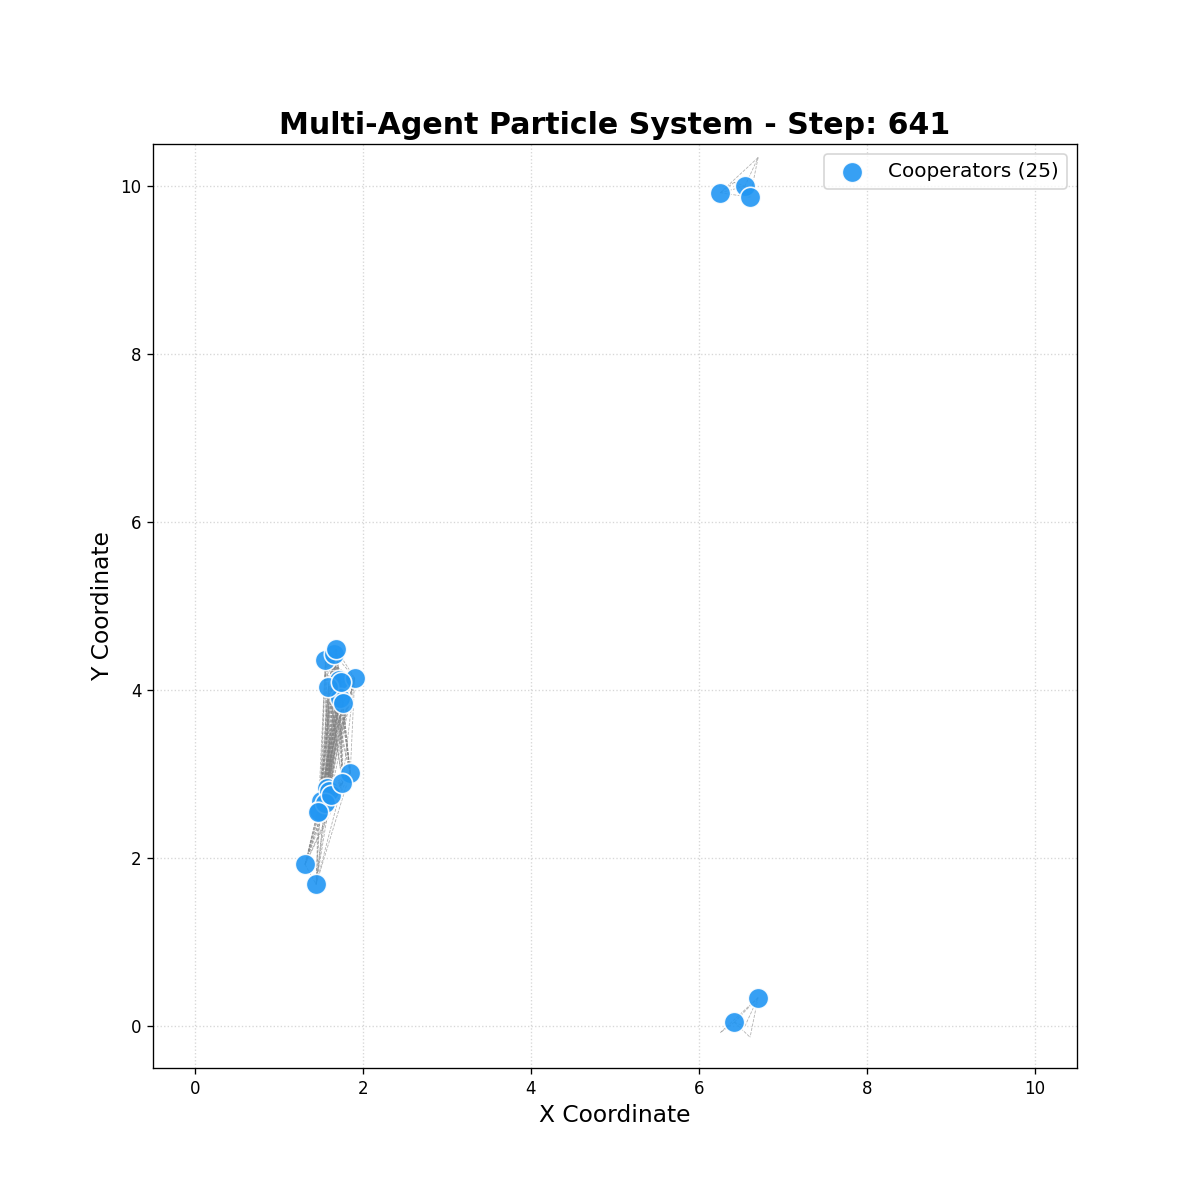 Multi-Agent Particle System - Step: 641
Cooperators (25)
10
8
6
4
2
0
Y Coordinate
0 2 4 6 8 10
X Coordinate